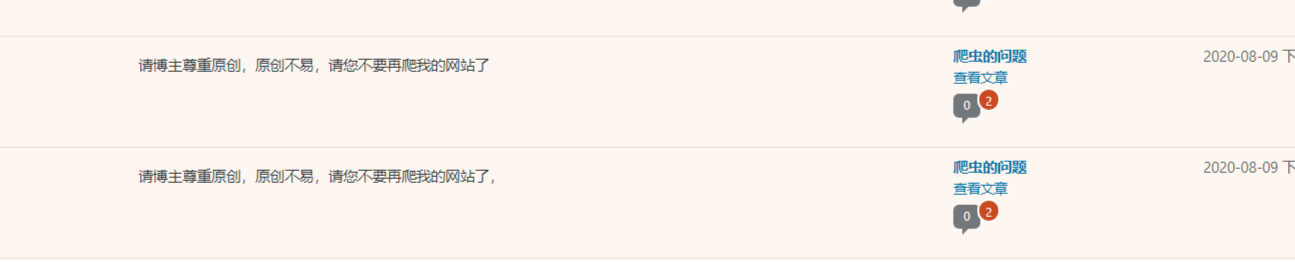 请博主尊重原创，原创不易，请您不要再爬我的网站了
爬虫的问题
查看文章
0
2
2020-08-09 下
请博主尊重原创，原创不易，请您不要再爬我的网站了，
爬虫的问题
查看文章
0
2
2020-08-09 下